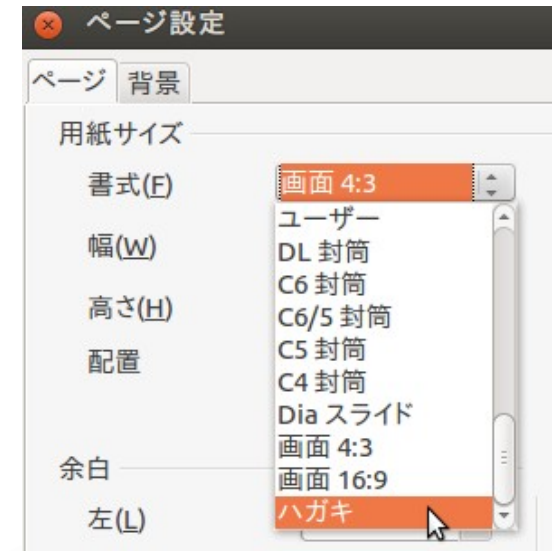 ページ設定
ページ 背景
用紙サイズ
書式(F) 画面 4:3
ユーザー
幅(W) DL 封筒
C6 封筒
高さ(H) C6/5 封筒
配置 C5 封筒
C4 封筒
Dia スライド
画面 4:3
余白 画面 16:9
左(L) ハガキ